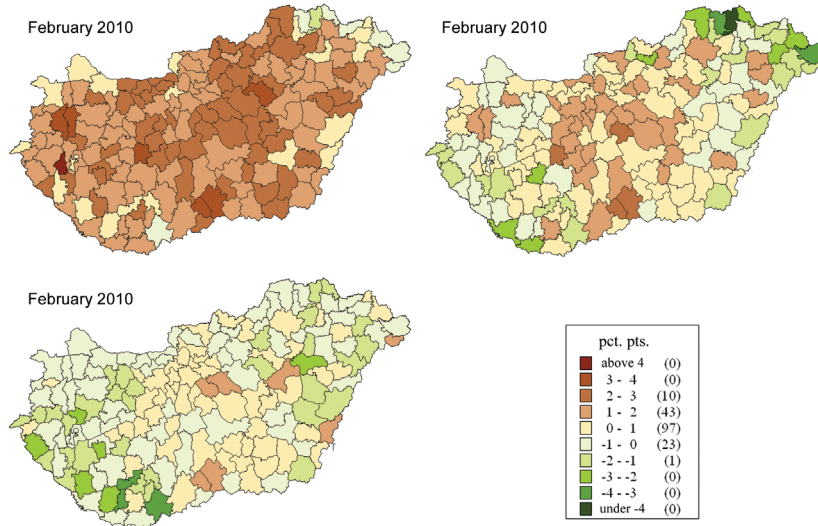 February 2010
February 2010
February 2010
pct. pts.
above 4 (0)
3 - 4 (0)
2 - 3 (10)
1 - 2 (43)
0 - 1 (97)
-1 - 0 (23)
-2 - -1 (1)
-3 - -2 (0)
-4 - -3 (0)
under -4 (0)